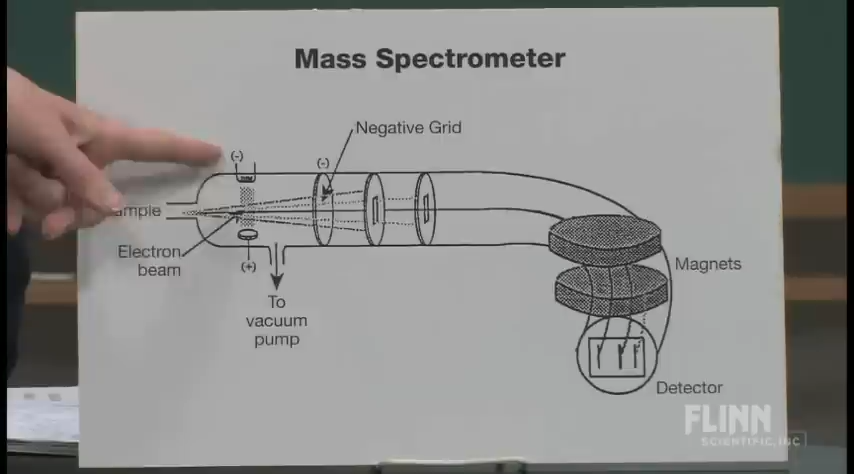 Mass Spectrometer
Negative Grid
(-)
(-)
Electron
beam
(+)
To
vacuum
pump
Magnets
Detector
FLINN
SCIENTIFIC, INC